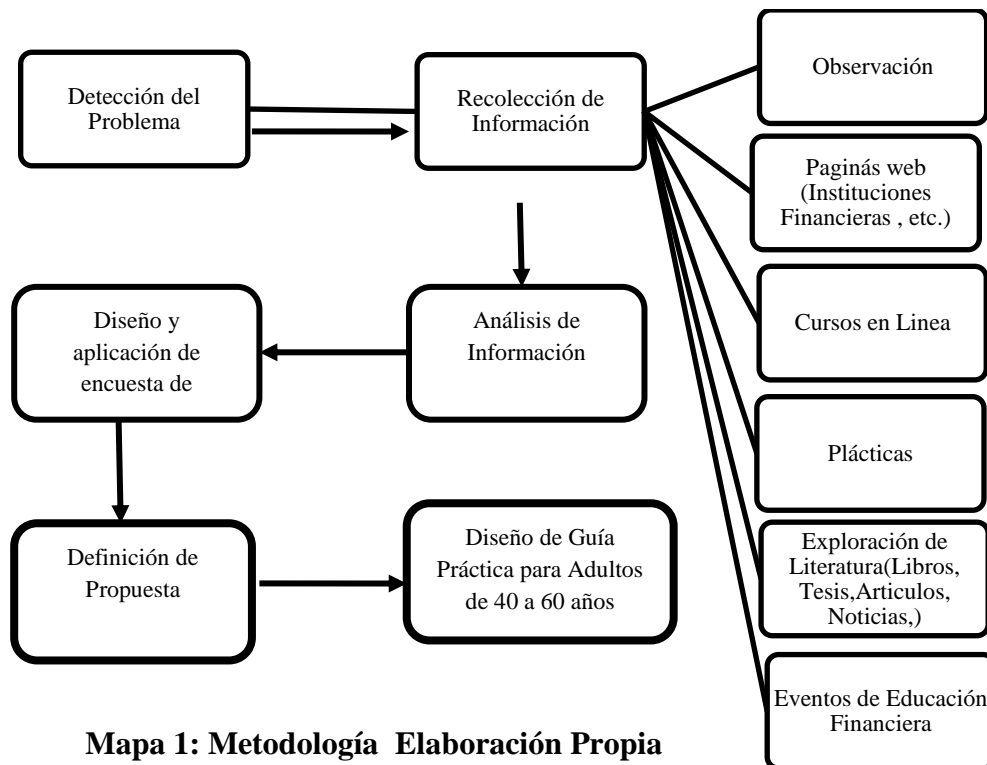 Detección del
Problema
Recolección de
Información
Observación
Paginás web
(Instituciones
Financieras , etc.)
Cursos en Linea
Plácticas
Exploración de
Literatura(Libros,
Tesis,Articulos,
Noticias,)
Eventos de Educación
Financiera
Análisis de
Información
Diseño y
aplicación de
encuesta de
Definición de
Propuesta
Diseño de Guía
Práctica para Adultos
de 40 a 60 años
Mapa 1: Metodología  Elaboración Propia